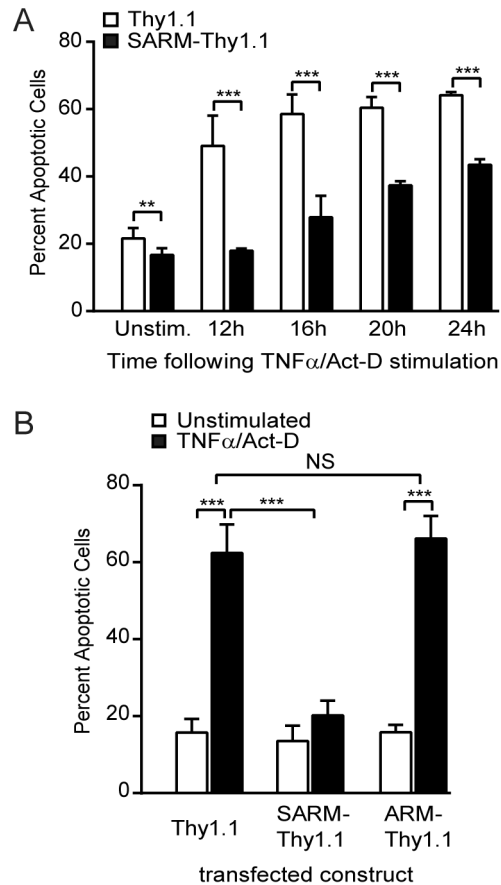 A
Thy1.1
SARM-Thy1.1
Percent Apoptotic Cells
80
60
40
20
0
** *** *** *** ***
Unstim. 12h 16h 20h 24h
Time following TNFα/Act-D stimulation
B
Unstimulated
TNFα/Act-D
NS
*** *** ***
Percent Apoptotic Cells
80
60
40
20
0
Thy1.1 SARM-Thy1.1 ARM-Thy1.1
transfected construct